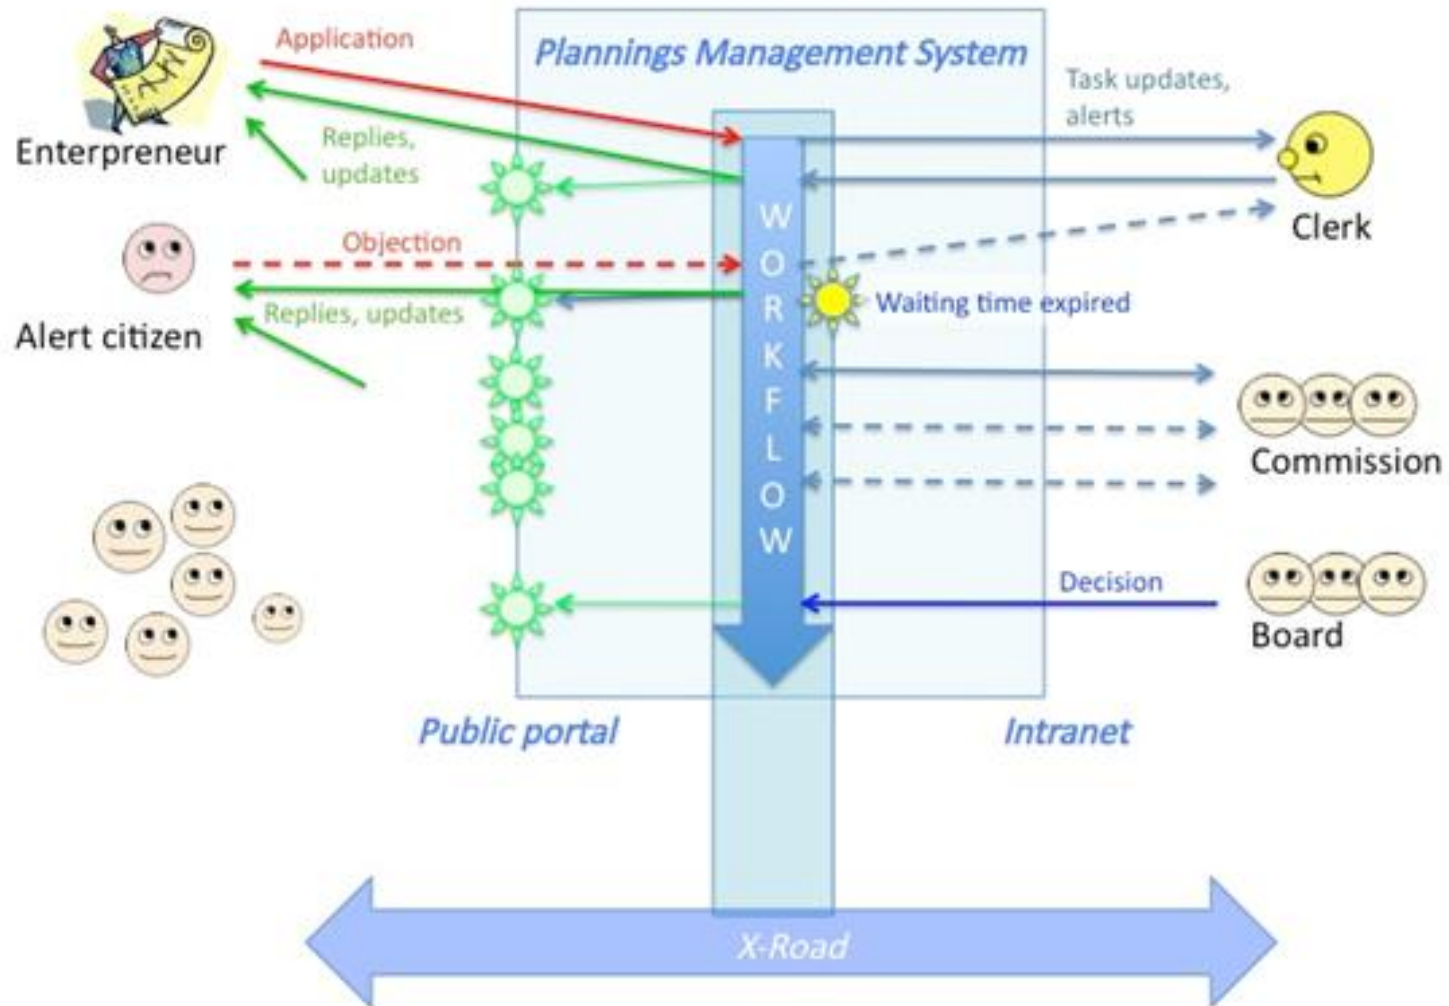 Plannings Management System
Application
Enterpreneur
Replies,
updates
Task updates,
alerts
Clerk
Objection
Alert citizen
Replies, updates
WORKFLOW
Waiting time expired
Commission
Decision
Board
Public portal
Intranet
X-Road